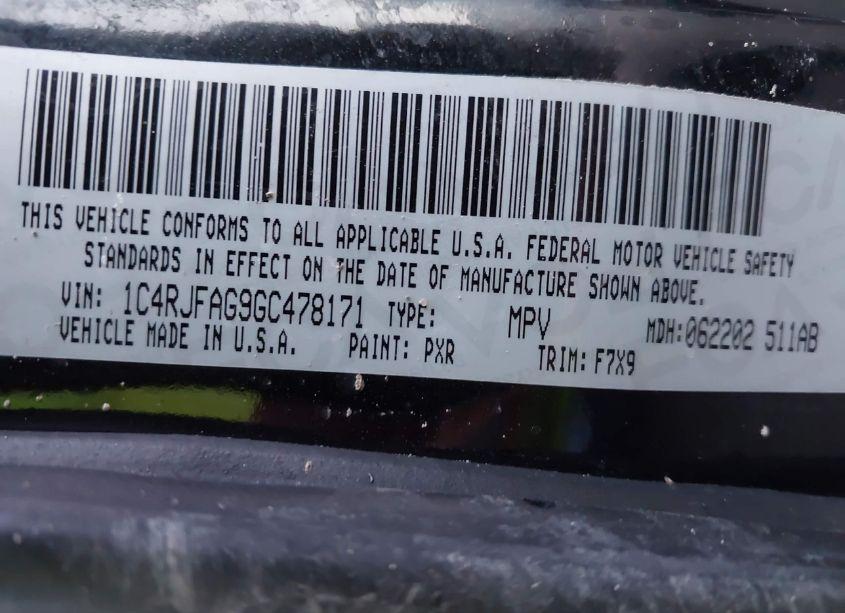 THIS VEHICLE CONFORMS TO ALL APPLICABLE U.S.A. FEDERAL MOTOR VEHICLE SAFETY
STANDARDS IN EFFECT ON THE DATE OF MANUFACTURE SHOWN ABOVE.
VIN: 1C4RJFAG9GC478171 TYPE: MPV MDH:062202 511AB
VEHICLE MADE IN U.S.A. PAINT: PXR TRIM: F7X9